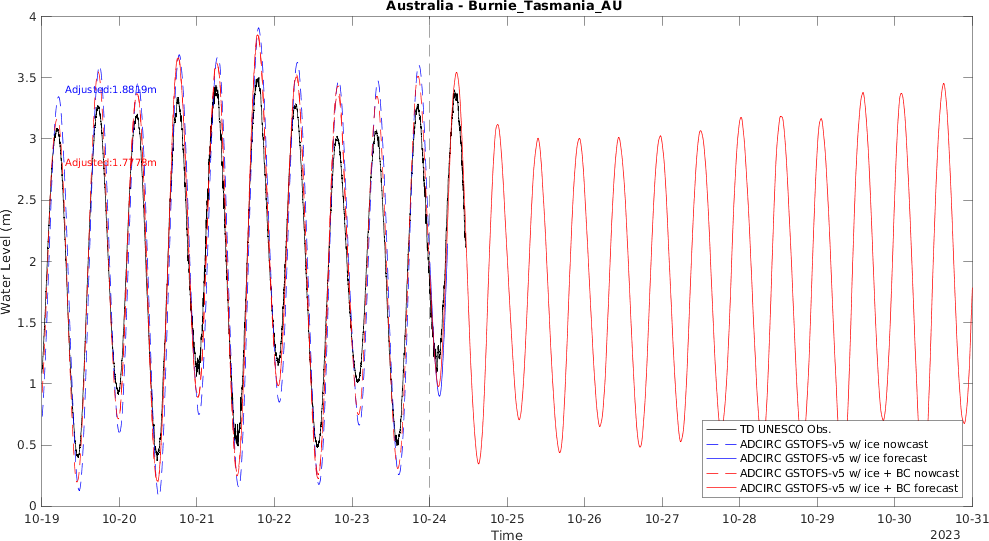 Australia - Burnie_Tasmania_AU
4
3.5
3
2.5
2
1.5
1
0.5
0
Water Level (m)
Adjusted:1.8819m
Adjusted:1.7773m
TD UNESCO Obs.
ADCIRC GSTOFS-v5 w/ ice nowcast
ADCIRC GSTOFS-v5 w/ ice forecast
ADCIRC GSTOFS-v5 w/ ice + BC nowcast
ADCIRC GSTOFS-v5 w/ ice + BC forecast
10-19 10-20 10-21 10-22 10-23 10-24 10-25 10-26 10-27 10-28 10-29 10-30 10-31
Time
2023